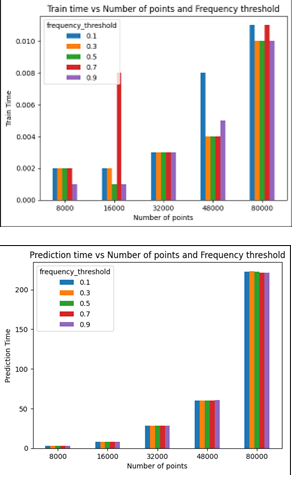 Train time vs Number of points and Frequency threshold
frequency_threshold
0.1
0.3
0.5
0.7
0.9
0.010
0.008
0.006
0.004
0.002
0.000
Train Time
8000 16000 32000 48000 80000
Number of points
Prediction time vs Number of points and Frequency threshold
frequency_threshold
0.1
0.3
0.5
0.7
0.9
200
150
100
50
0
Prediction Time
8000 16000 32000 48000 80000
Number of points